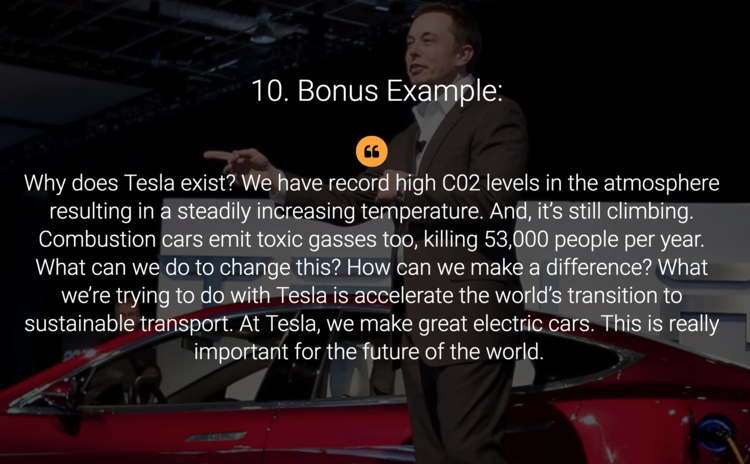 10. Bonus Example:
Why does Tesla exist? We have record high C02 levels in the atmosphere
resulting in a steadily increasing temperature. And, it's still climbing.
Combustion cars emit toxic gasses too, killing 53,000 people per year.
What can we do to change this? How can we make a difference? What
we're trying to do with Tesla is accelerate the world's transition to
sustainable transport. At Tesla, we make great electric cars. This is really
important for the future of the world.